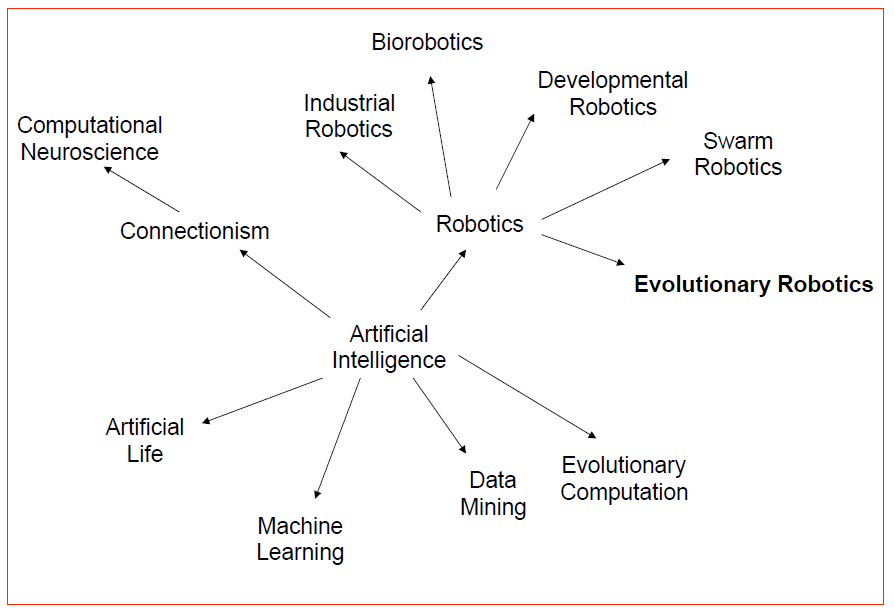 Biorobotics
Developmental
Robotics
Industrial
Robotics
Computational
Neuroscience
Swarm
Robotics
Connectionism
Robotics
Evolutionary Robotics
Artificial
Intelligence
Artificial
Life
Evolutionary
Computation
Data
Mining
Machine
Learning